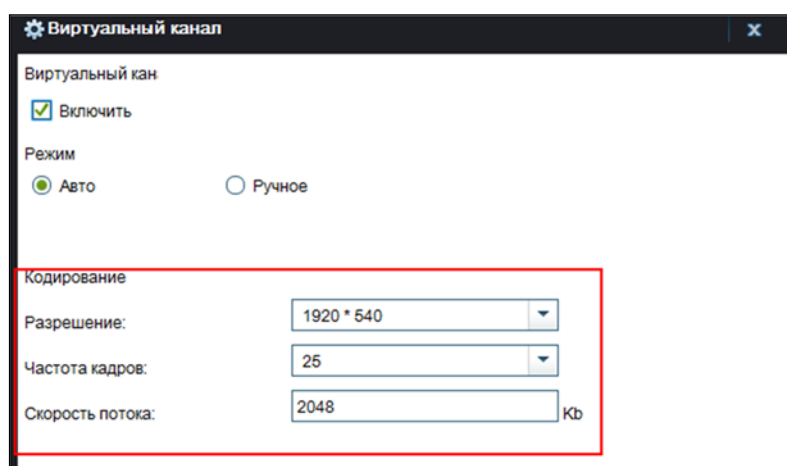 Виртуальный канал
Виртуальный кан
Включить
Режим
Авто Ручное
Кодирование
Разрешение: 1920 * 540
Частота кадров: 25
Скорость потока: 2048 Kb